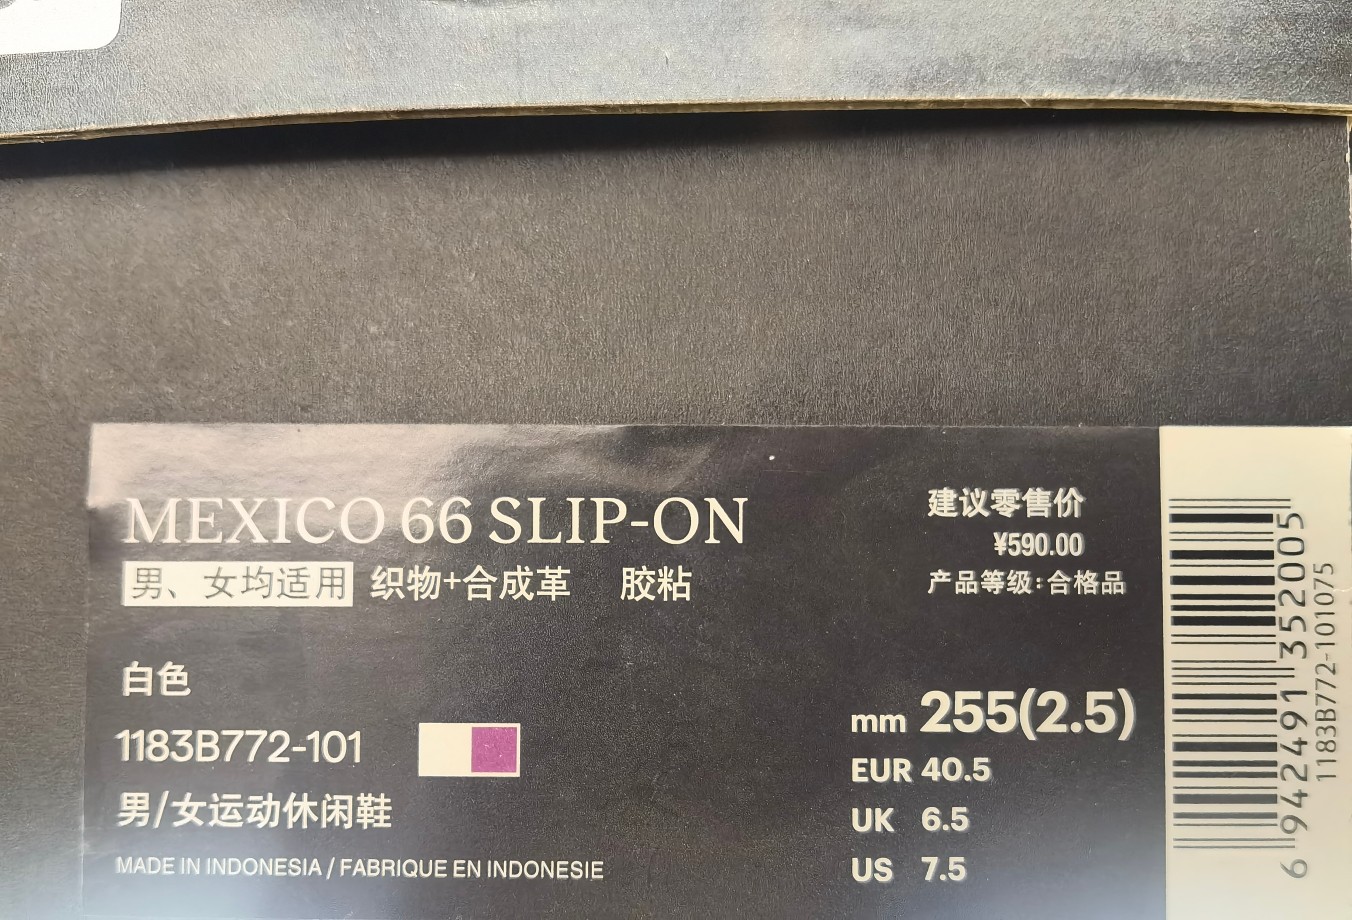 MEXICO 66 SLIP-ON
男、女均适用 织物+合成革 胶粘
白色
1183B772-101
男/女运动休闲鞋
MADE IN INDONESIA / FABRIQUE EN INDONESIE
建议零售价
¥590.00
产品等级:合格品
mm 255(2.5)
EUR 40.5
UK 6.5
US 7.5
6 942491 352005
1183B772-101075